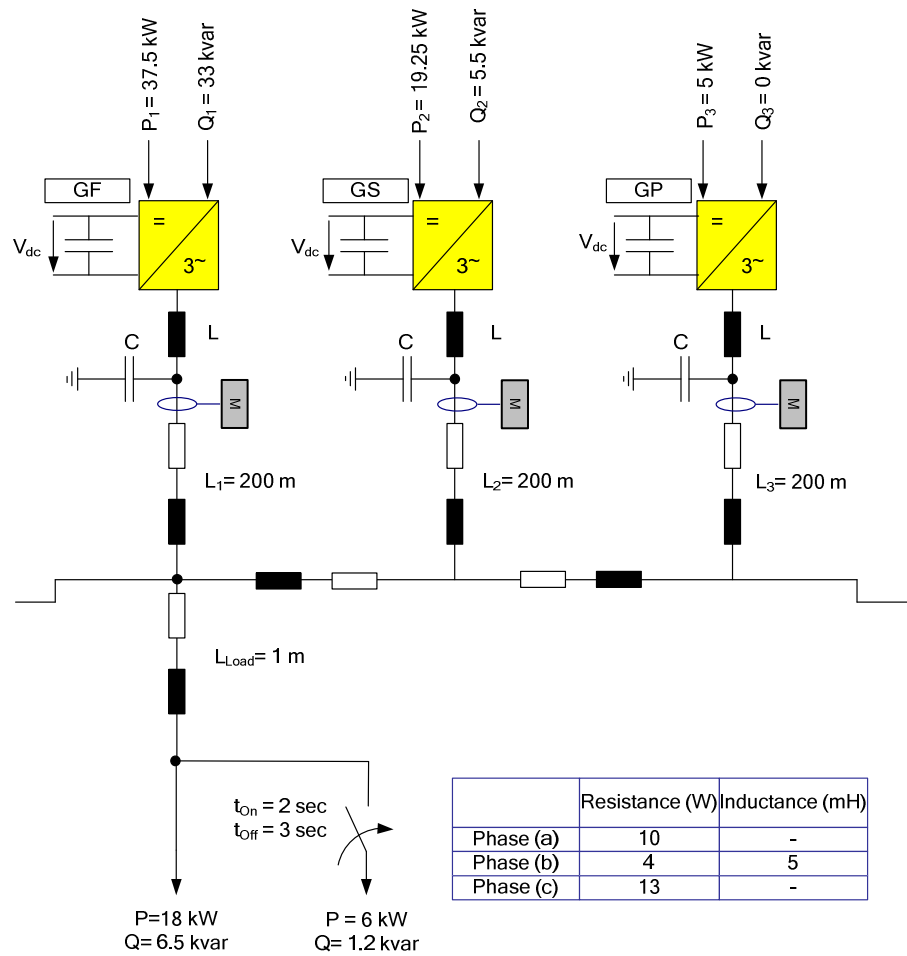 P1 = 37.5 kW
Q1 = 33 kvar
P2 = 19.25 kW
Q2 = 5.5 kvar
P3 = 5 kW
Q3 = 0 kvar
GF
GS
GP
Vdc
=
3~
Vdc
=
3~
Vdc
=
3~
L
L
L
C
C
C
M
M
M
L1= 200 m
L2= 200 m
L3= 200 m
LLoad= 1 m
tOn = 2 sec
tOff = 3 sec
P=18 kW
Q= 6.5 kvar
P = 6 kW
Q= 1.2 kvar
Resistance (W) Inductance (mH)
Phase (a) 10 -
Phase (b) 4 5
Phase (c) 13 -